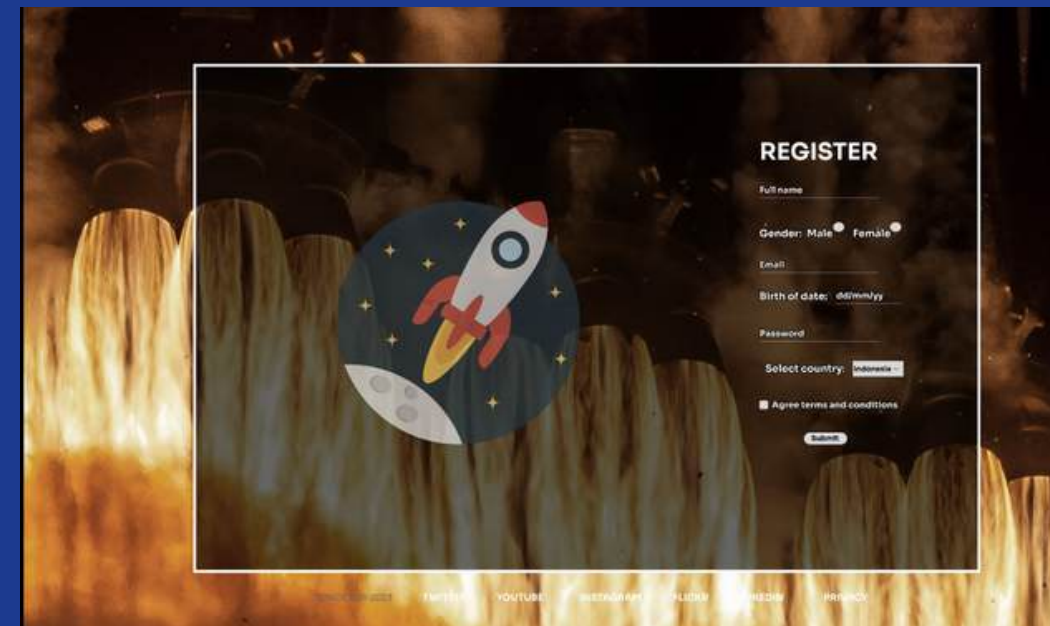 REGISTER
Full name
Gender: Male Female
Email
Birth of date: dd/mm/yy
Password
Select country: Indonesia
Agree terms and conditions
Submit
YOUTUBE INSTAGRAM FLICKR PRIVACY